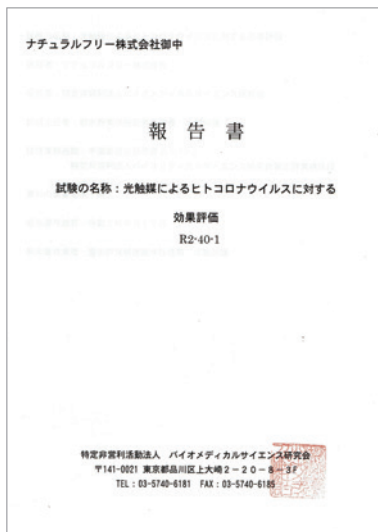 ナチュラルフリー株式会社御中
報 告 書
試験の名称：光触媒によるヒトコロナウイルスに対する
効果評価
R2-40-1
特定非営利活動法人 バイオメディカルサイエンス研究会
〒141-0021 東京都品川区上大崎２－２０－８－３F
TEL：03-5740-6181 FAX：03-5740-6185